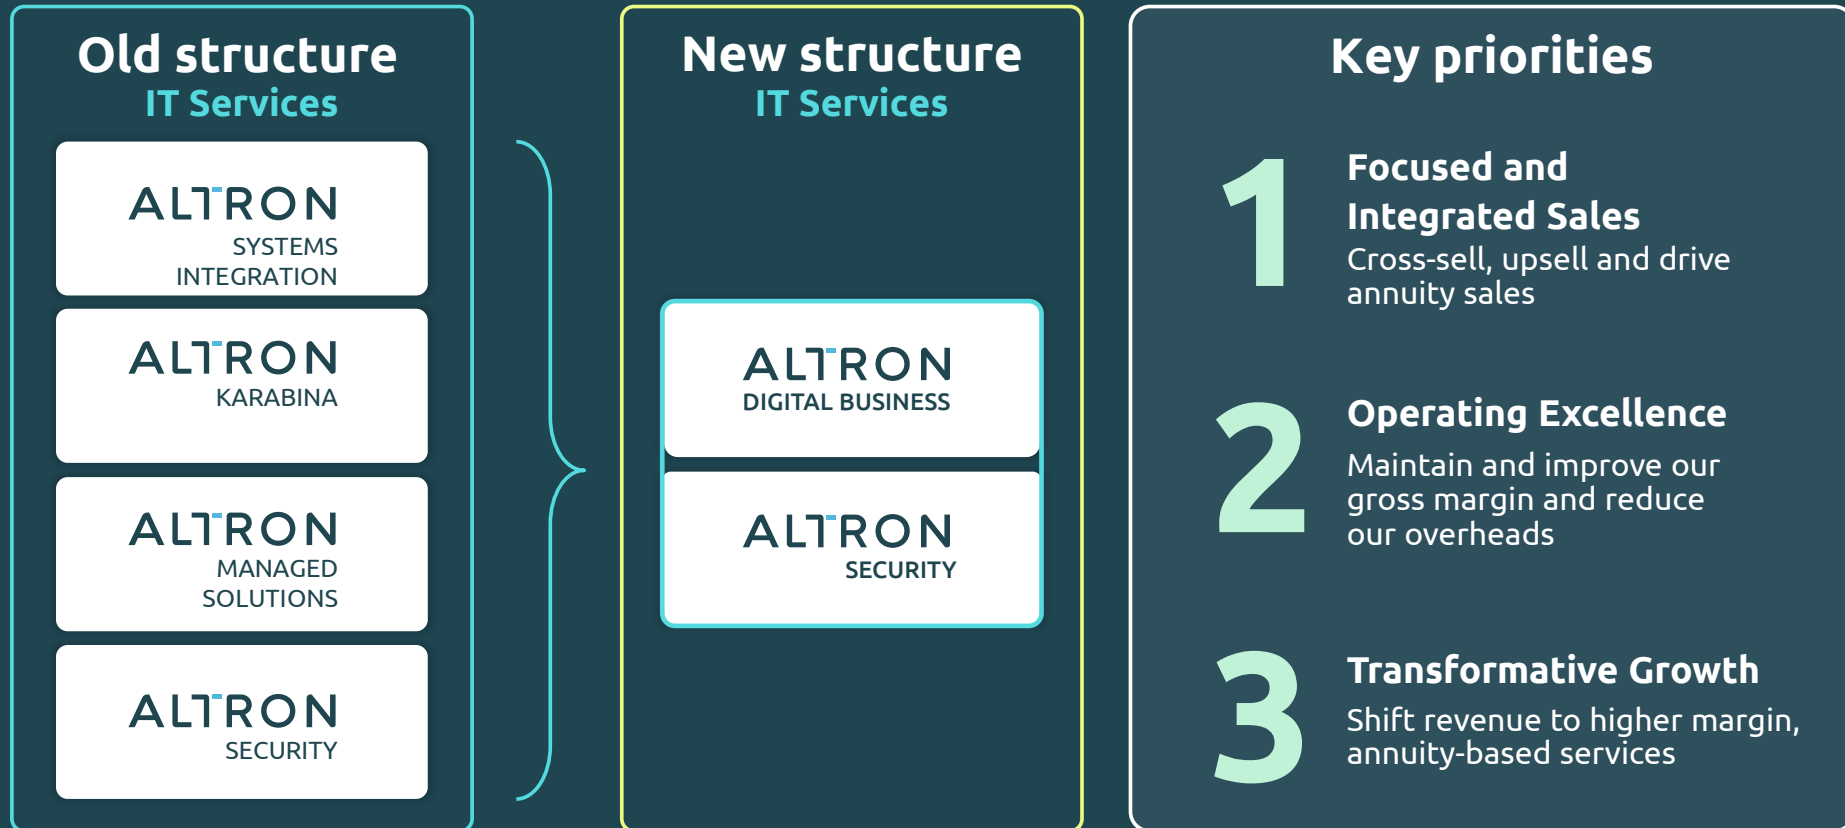 Old structure
IT Services
ALTRON
SYSTEMS
INTEGRATION
ALTRON
KARABINA
ALTRON
MANAGED
SOLUTIONS
ALTRON
SECURITY
New structure
IT Services
ALTRON
DIGITAL BUSINESS
ALTRON
SECURITY
Key priorities
1
Focused and
Integrated Sales
Cross-sell, upsell and drive
annuity sales
2
Operating Excellence
Maintain and improve our
gross margin and reduce
our overheads
3
Transformative Growth
Shift revenue to higher margin,
annuity-based services